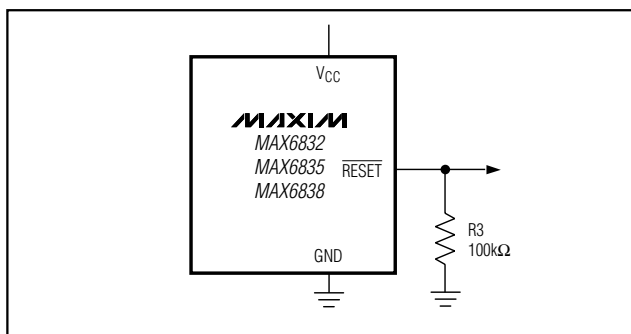 VCC
MAXIM
MAX6832
MAX6835
MAX6838
RESET
R3
100kΩ
GND